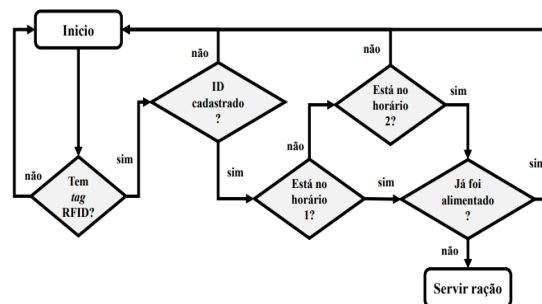 Inicio
não
não
ID
cadastrado
?
Está no
horário
2?
sim
não
sim
não
sim
Tem
tag
RFID?
sim
Está no
horário
1?
sim
Já foi
alimentado
?
sim
não
Servir ração